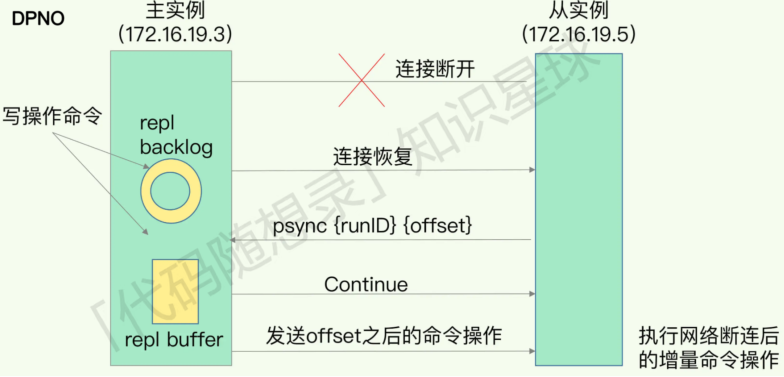 DPNO
主实例
（172.16.19.3）
从实例
（172.16.19.5）
连接断开
写操作命令
repl
backlog
连接恢复
psync {runID} {offset}
Continue
repl buffer
发送offset之后的命令操作
执行网络断连后
的增量命令操作
「代码随想录」知识星球